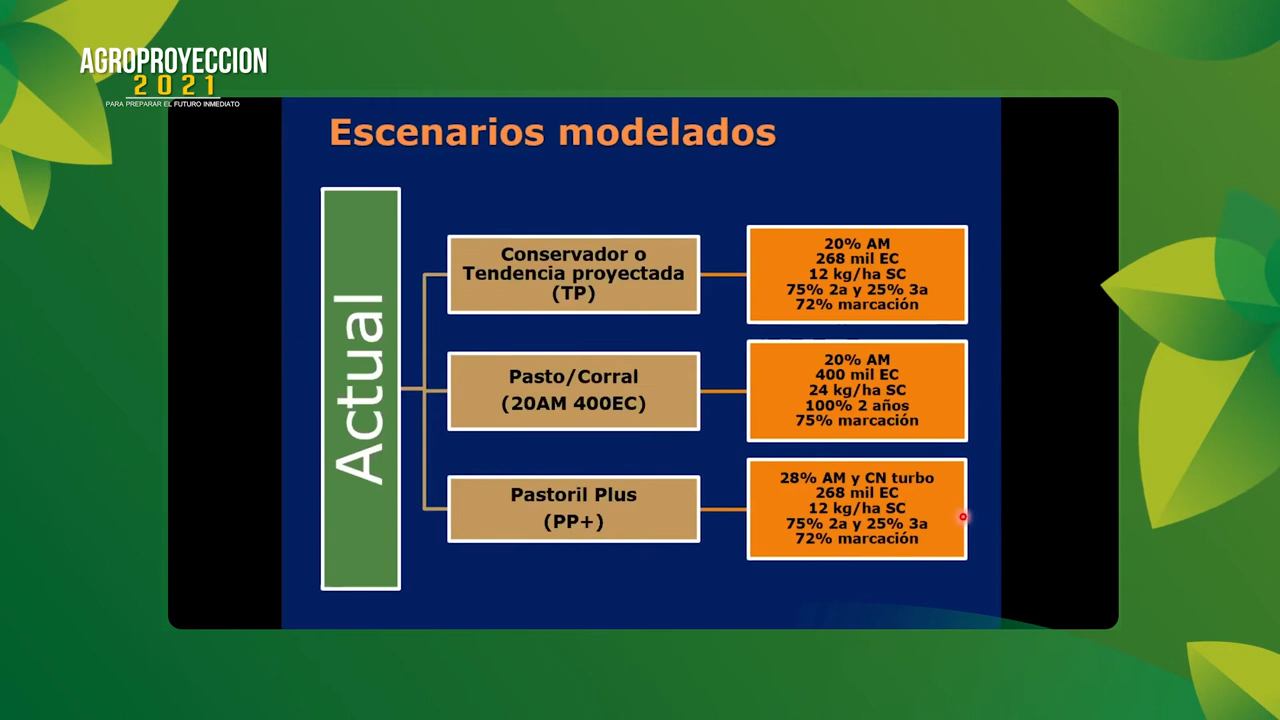 AGROPROYECCION
2021
PARA PREPARAR EL FUTURO INMEDIATO
Escenarios modelados
Actual
Conservador o
Tendencia proyectada
(TP)
20% AM
268 mil EC
12 kg/ha SC
75% 2a y 25% 3a
72% marcación
Pasto/Corral
(20AM 400EC)
20% AM
400 mil EC
24 kg/ha SC
100% 2 años
75% marcación
Pastoril Plus
(PP+)
28% AM y CN turbo
268 mil EC
12 kg/ha SC
75% 2a y 25% 3a
72% marcación